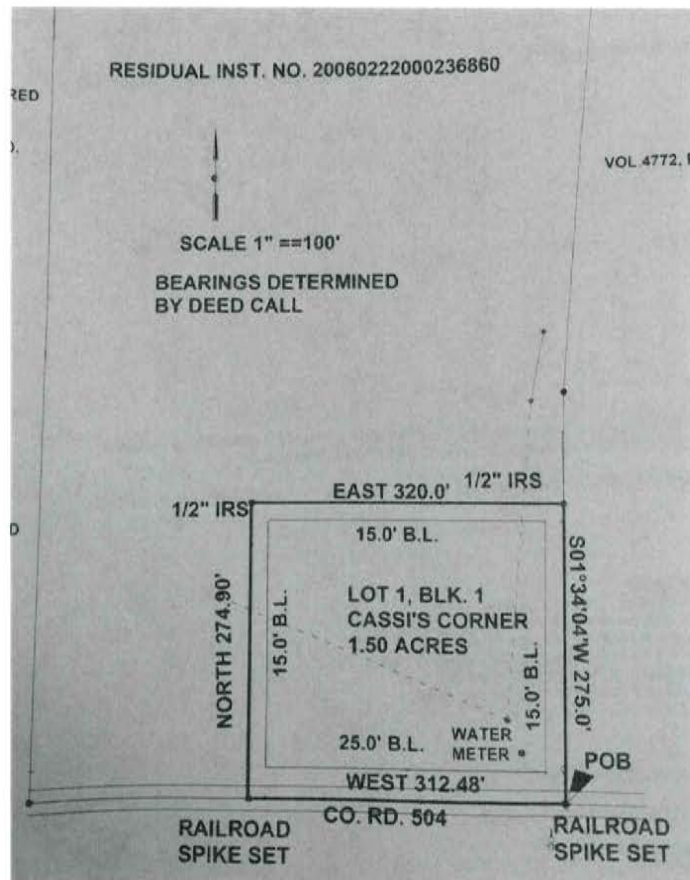 RESIDUAL INST. NO. 20060222000236860
RED
VOL.4772,
SCALE 1" ==100'
BEARINGS DETERMINED
BY DEED CALL
1/2" IRS
EAST 320.0'
1/2" IRS
15.0' B.L.
NORTH 274.90'
15.0' B.L.
LOT 1, BLK. 1
CASSI'S CORNER
1.50 ACRES
15.0' B.L.
S01°34'04'W 275.0'
25.0' B.L.
WATER
METER
POB
WEST 312.48'
CO. RD. 504
RAILROAD
SPIKE SET
RAILROAD
SPIKE SET